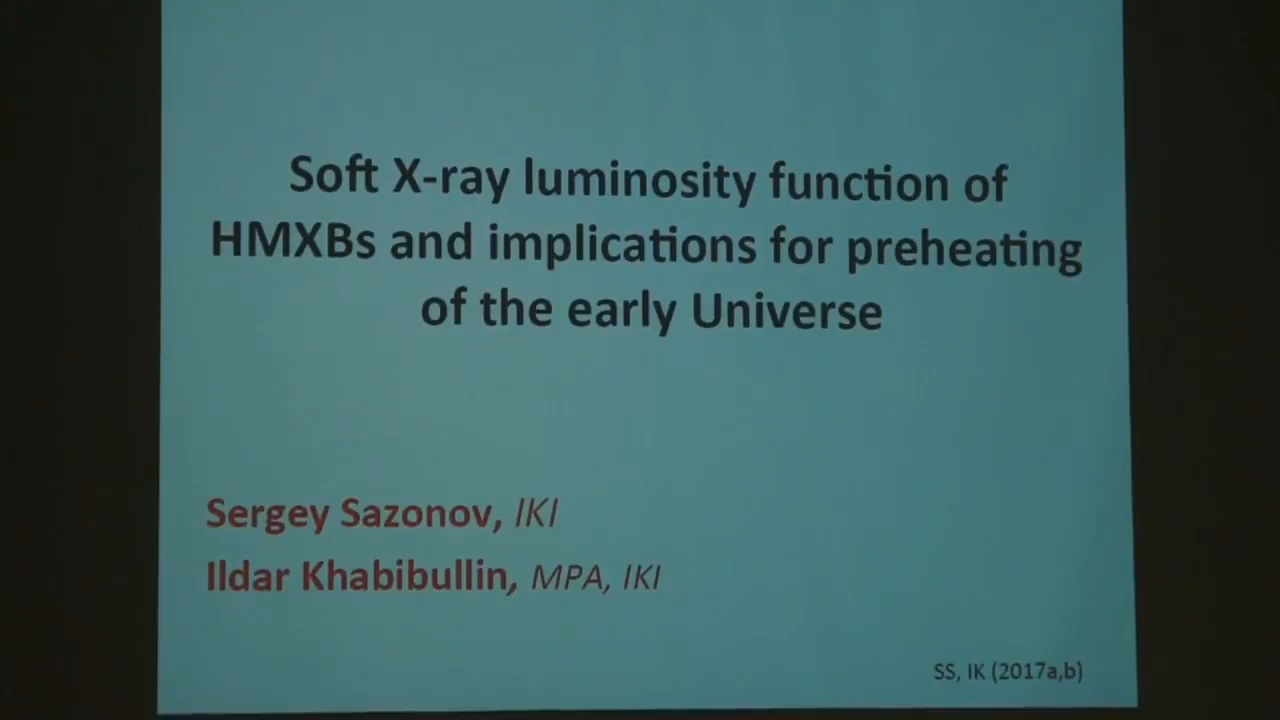 Soft X-ray luminosity function of
HMXBs and implications for preheating
of the early Universe
Sergey Sazonov, IKI
Ildar Khabibullin, MPA, IKI
SS, IK (2017a,b)